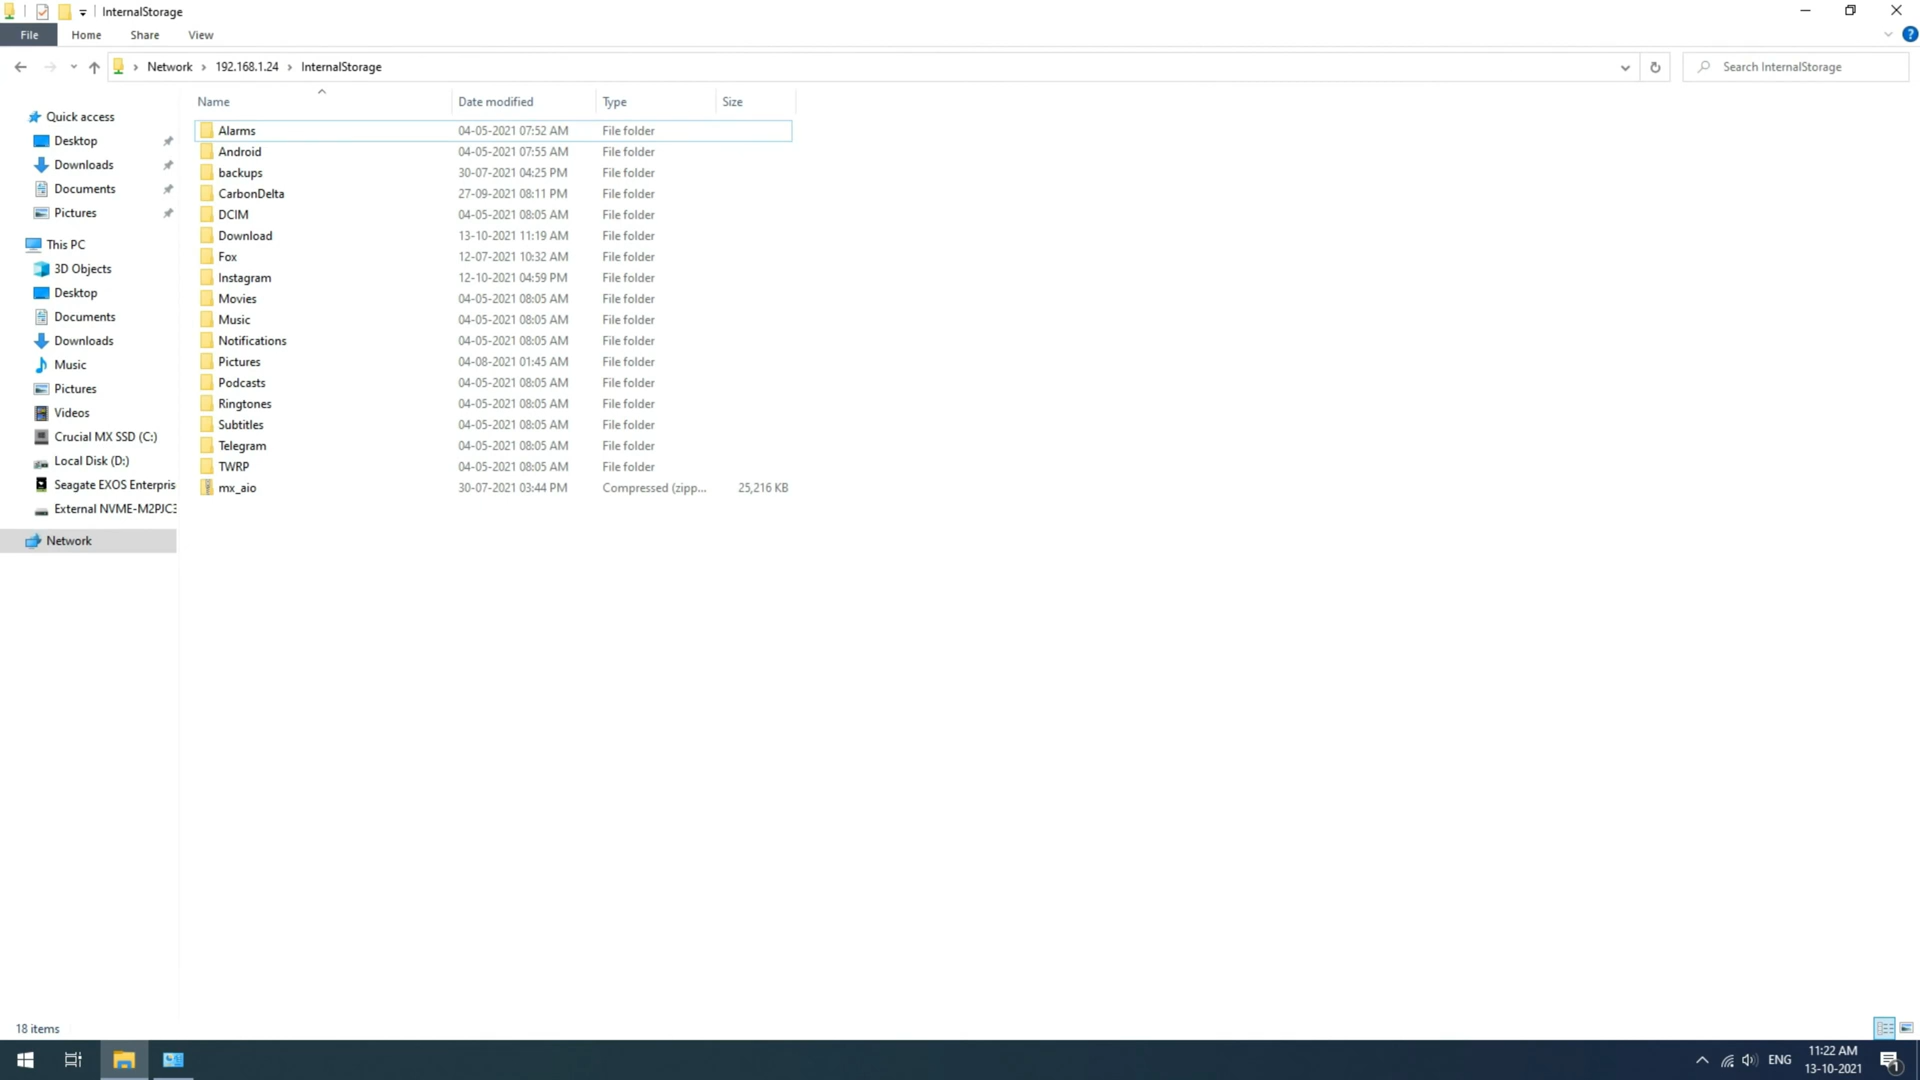 InternalStorage
File Home Share View
Network 192.168.1.24 InternalStorage
Search InternalStorage
Name Date modified Type Size
Quick access
Desktop
Downloads
Documents
Pictures
This PC
3D Objects
Desktop
Documents
Downloads
Music
Pictures
Videos
Crucial MX SSD (C:)
Local Disk (D:)
Seagate EXOS Enterpris
External NVME-M2PJC3
Network
Alarms 04-05-2021 07:52 AM File folder
Android 04-05-2021 07:55 AM File folder
backups 30-07-2021 04:25 PM File folder
CarbonDelta 27-09-2021 08:11 PM File folder
DCIM 04-05-2021 08:05 AM File folder
Download 13-10-2021 11:19 AM File folder
Fox 12-07-2021 10:32 AM File folder
Instagram 12-10-2021 04:59 PM File folder
Movies 04-05-2021 08:05 AM File folder
Music 04-05-2021 08:05 AM File folder
Notifications 04-05-2021 08:05 AM File folder
Pictures 04-08-2021 01:45 AM File folder
Podcasts 04-05-2021 08:05 AM File folder
Ringtones 04-05-2021 08:05 AM File folder
Subtitles 04-05-2021 08:05 AM File folder
Telegram 04-05-2021 08:05 AM File folder
TWRP 04-05-2021 08:05 AM File folder
mx_aio 30-07-2021 03:44 PM Compressed (zipp... 25,216 KB
18 items
ENG
11:22 AM
13-10-2021
1